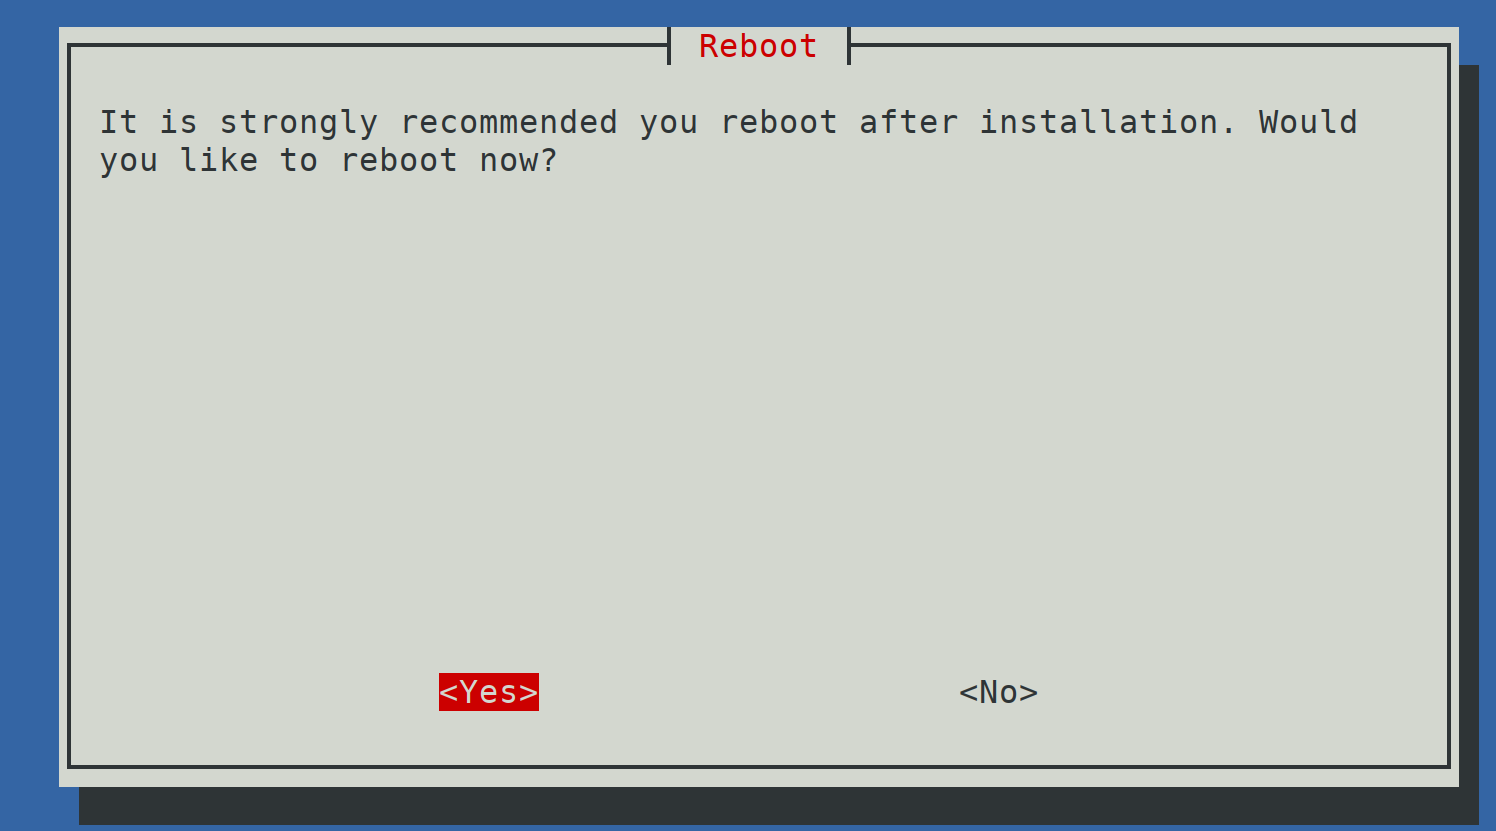 Reboot
It is strongly recommended you reboot after installation. Would
you like to reboot now?
<Yes> <No>